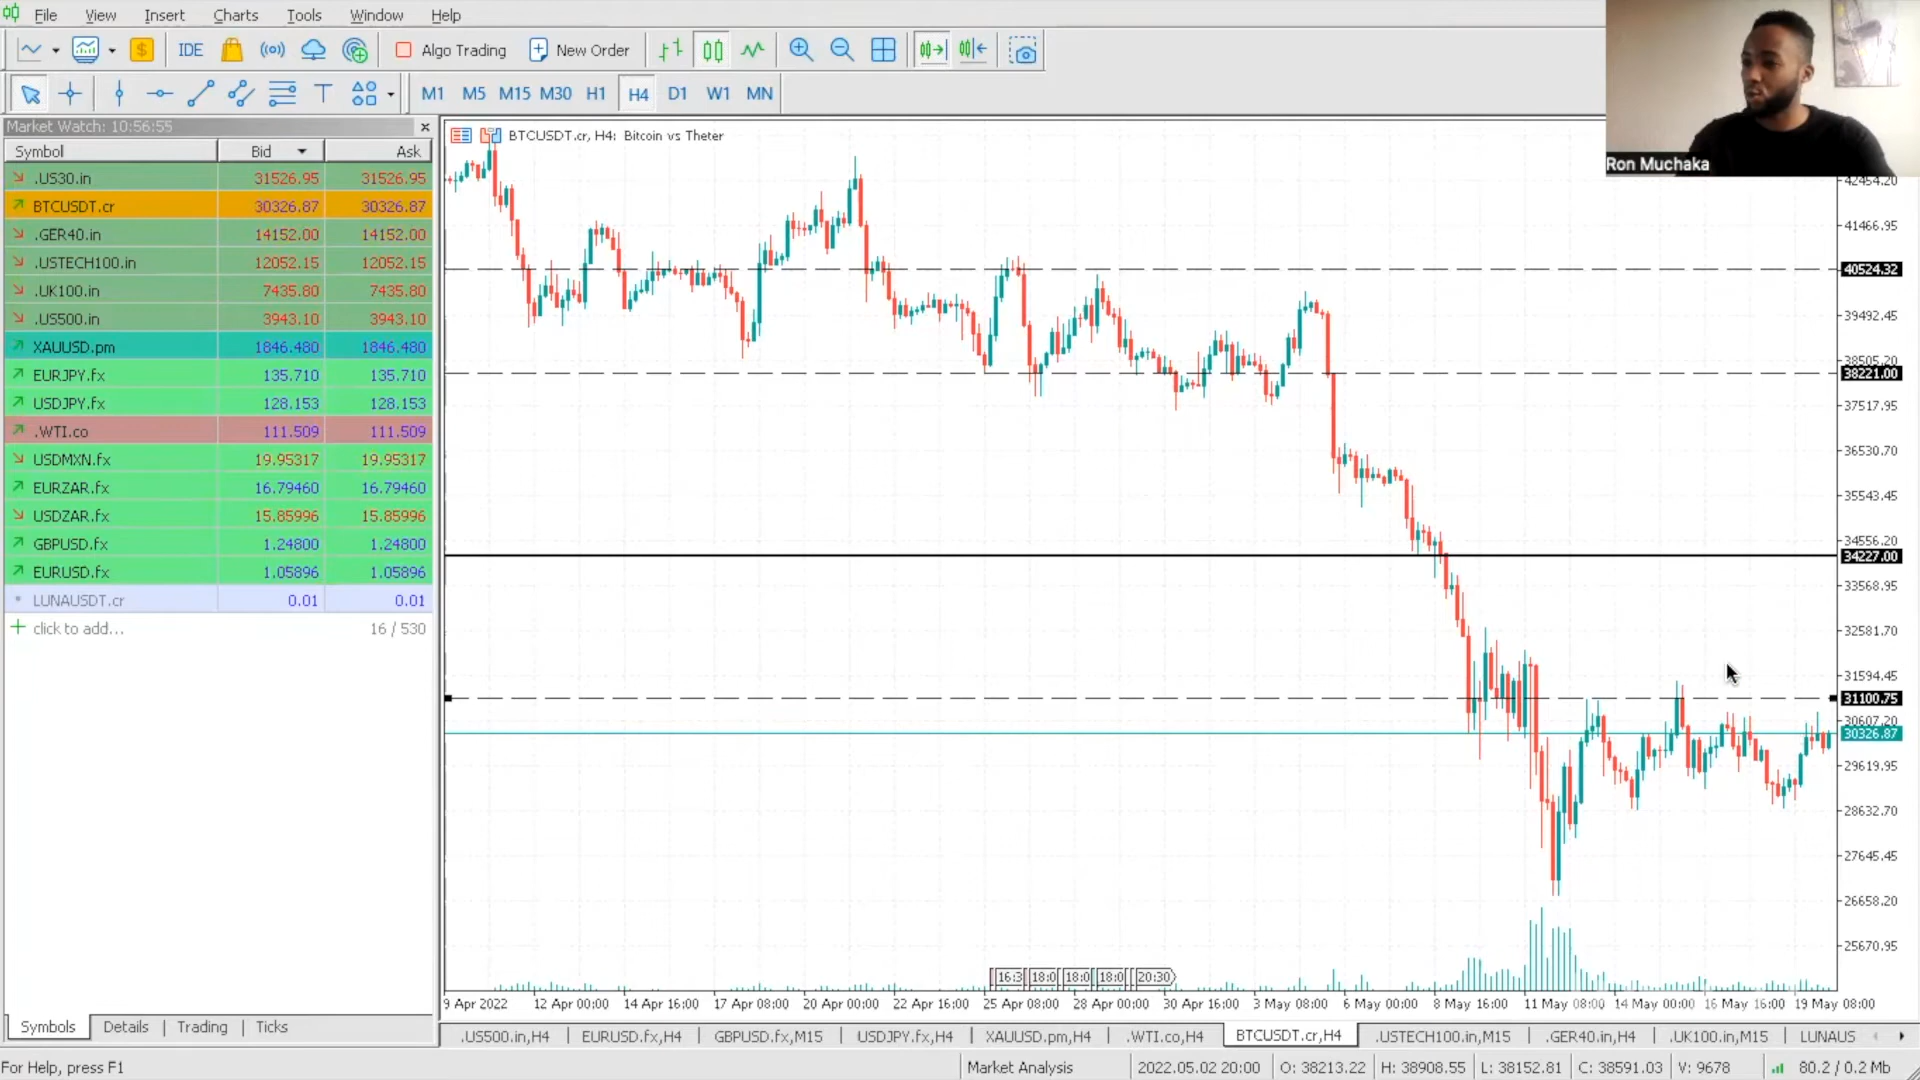 File View Insert Charts Tools Window Help
IDE Algo Trading New Order
M1 M5 M15 M30 H1 H4 D1 W1 MN
Ron Muchaka
Market Watch: 10:56:55
Symbol Bid Ask
.US30.in 31526.95 31526.95
BTCUSDT.cr 30326.87 30326.87
.GER40.in 14152.00 14152.00
.USTECH100.in 12052.15 12052.15
.UK100.in 7435.80 7435.80
.US500.in 3943.10 3943.10
XAUUSD.pm 1846.480 1846.480
EURJPY.fx 135.710 135.710
USDJPY.fx 128.153 128.153
.WTI.co 111.509 111.509
USDMXN.fx 19.95317 19.95317
EURZAR.fx 16.79460 16.79460
USDZAR.fx 15.85996 15.85996
GBPUSD.fx 1.24800 1.24800
EURUSD.fx 1.05896 1.05896
LUNAUSDT.cr 0.01 0.01
click to add... 16 / 530
Symbols Details Trading Ticks
BTCUSDT.cr, H4: Bitcoin vs Theter
42454.20
41466.95
40524.32
39492.45
38505.20
38221.00
37517.95
36530.70
35543.45
34556.20
34227.00
33568.95
32581.70
31594.45
31100.75
30607.20
30326.87
29619.95
28632.70
27645.45
26658.20
25670.95
16:3 18:0 18:0 18:0 20:30
9 Apr 2022 12 Apr 00:00 14 Apr 16:00 17 Apr 08:00 20 Apr 00:00 22 Apr 16:00 25 Apr 08:00 28 Apr 00:00 30 Apr 16:00 3 May 08:00 6 May 00:00 8 May 16:00 11 May 08:00 14 May 00:00 16 May 16:00 19 May 08:00
.US500.in,H4 EURUSD.fx,H4 GBPUSD.fx,M15 USDJPY.fx,H4 XAUUSD.pm,H4 .WTI.co,H4 BTCUSDT.cr,H4 .USTECH100.in,M15 .GER40.in,H4 .UK100.in,M15 LUNAUS
For Help, press F1 Market Analysis 2022.05.02 20:00 O: 38213.22 H: 38908.55 L: 38152.81 C: 38591.03 V: 9678 80.2 / 0.2 Mb